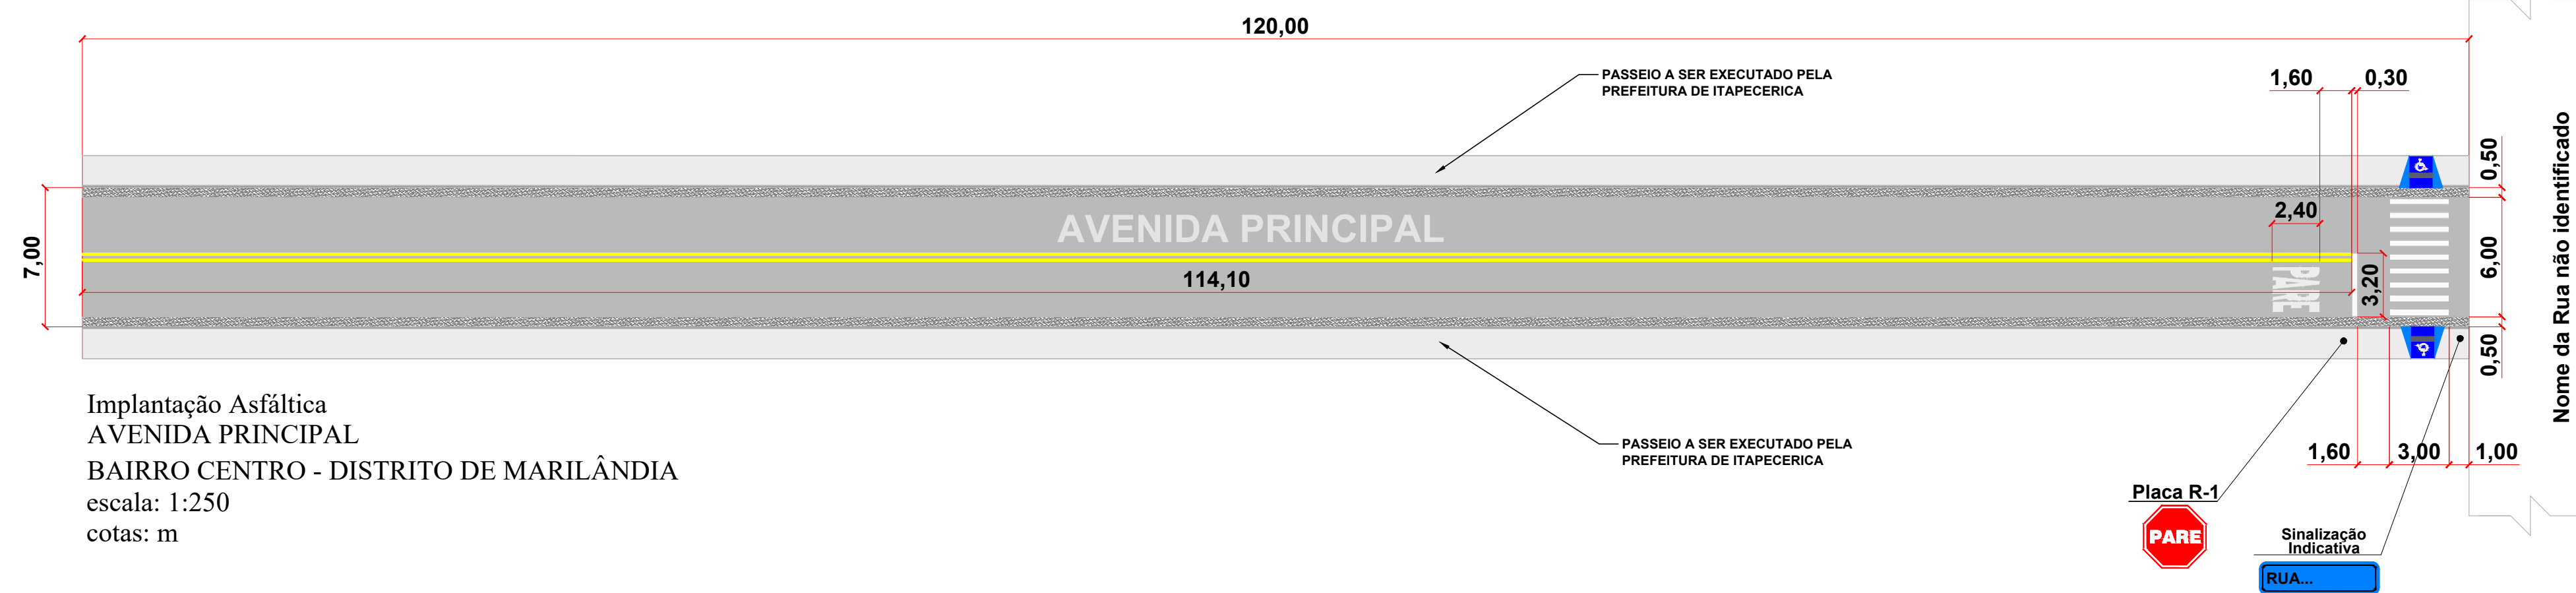 120,00
PASSEIO A SER EXECUTADO PELA
PREFEITURA DE ITAPECERICA
1,60
0,30
0,50
2,40
AVENIDA PRINCIPAL
7,00
6,00
114,10
3,20
PARE
0,50
Nome da Rua não identificado
Implantação Asfáltica
AVENIDA PRINCIPAL
BAIRRO CENTRO - DISTRITO DE MARILÂNDIA
escala: 1:250
cotas: m
PASSEIO A SER EXECUTADO PELA
PREFEITURA DE ITAPECERICA
1,60
3,00
1,00
Placa R-1
PARE
Sinalização
Indicativa
RUA...